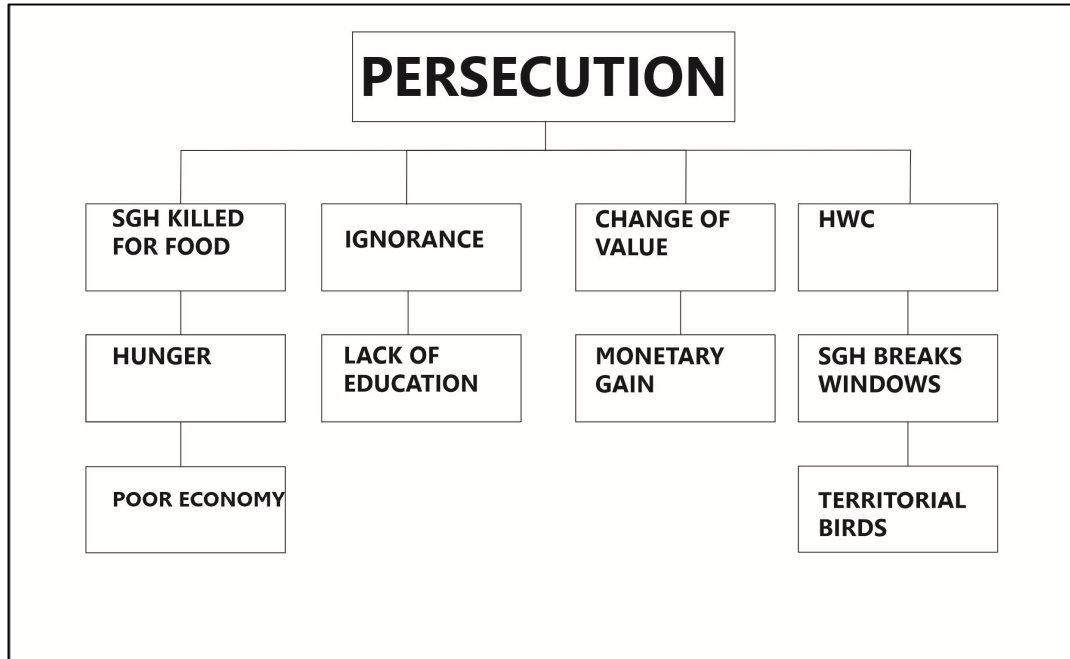 PERSECUTION
SGH KILLED
FOR FOOD
IGNORANCE
CHANGE OF
VALUE
HWC
HUNGER
LACK OF
EDUCATION
MONETARY
GAIN
SGH BREAKS
WINDOWS
POOR ECONOMY
TERRITORIAL
BIRDS